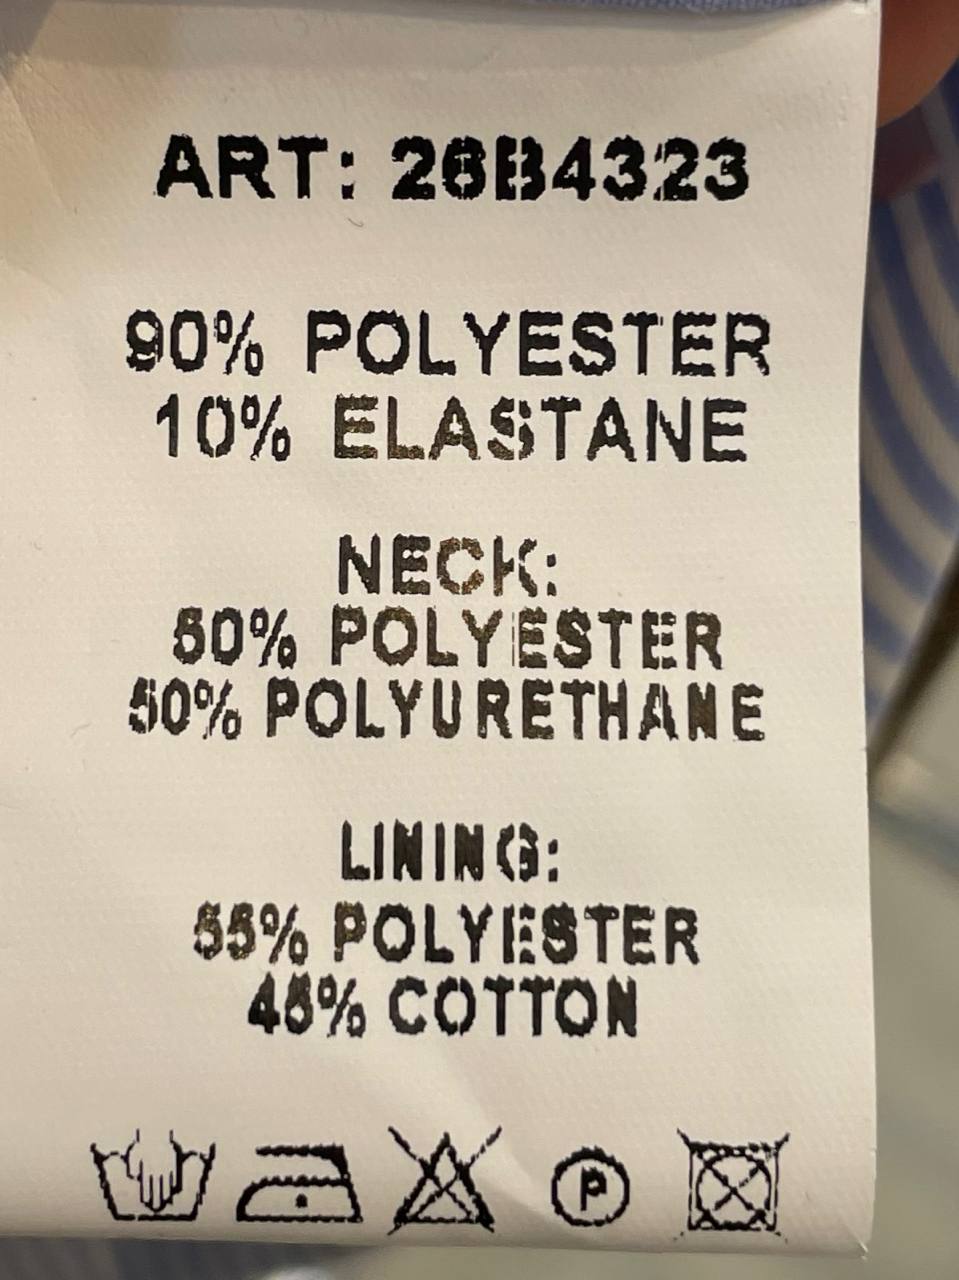 ART: 26B4323
90% POLYESTER
10% ELASTANE
NECK:
50% POLYESTER
50% POLYURETHANE
LINING:
55% POLYESTER
45% COTTON
P